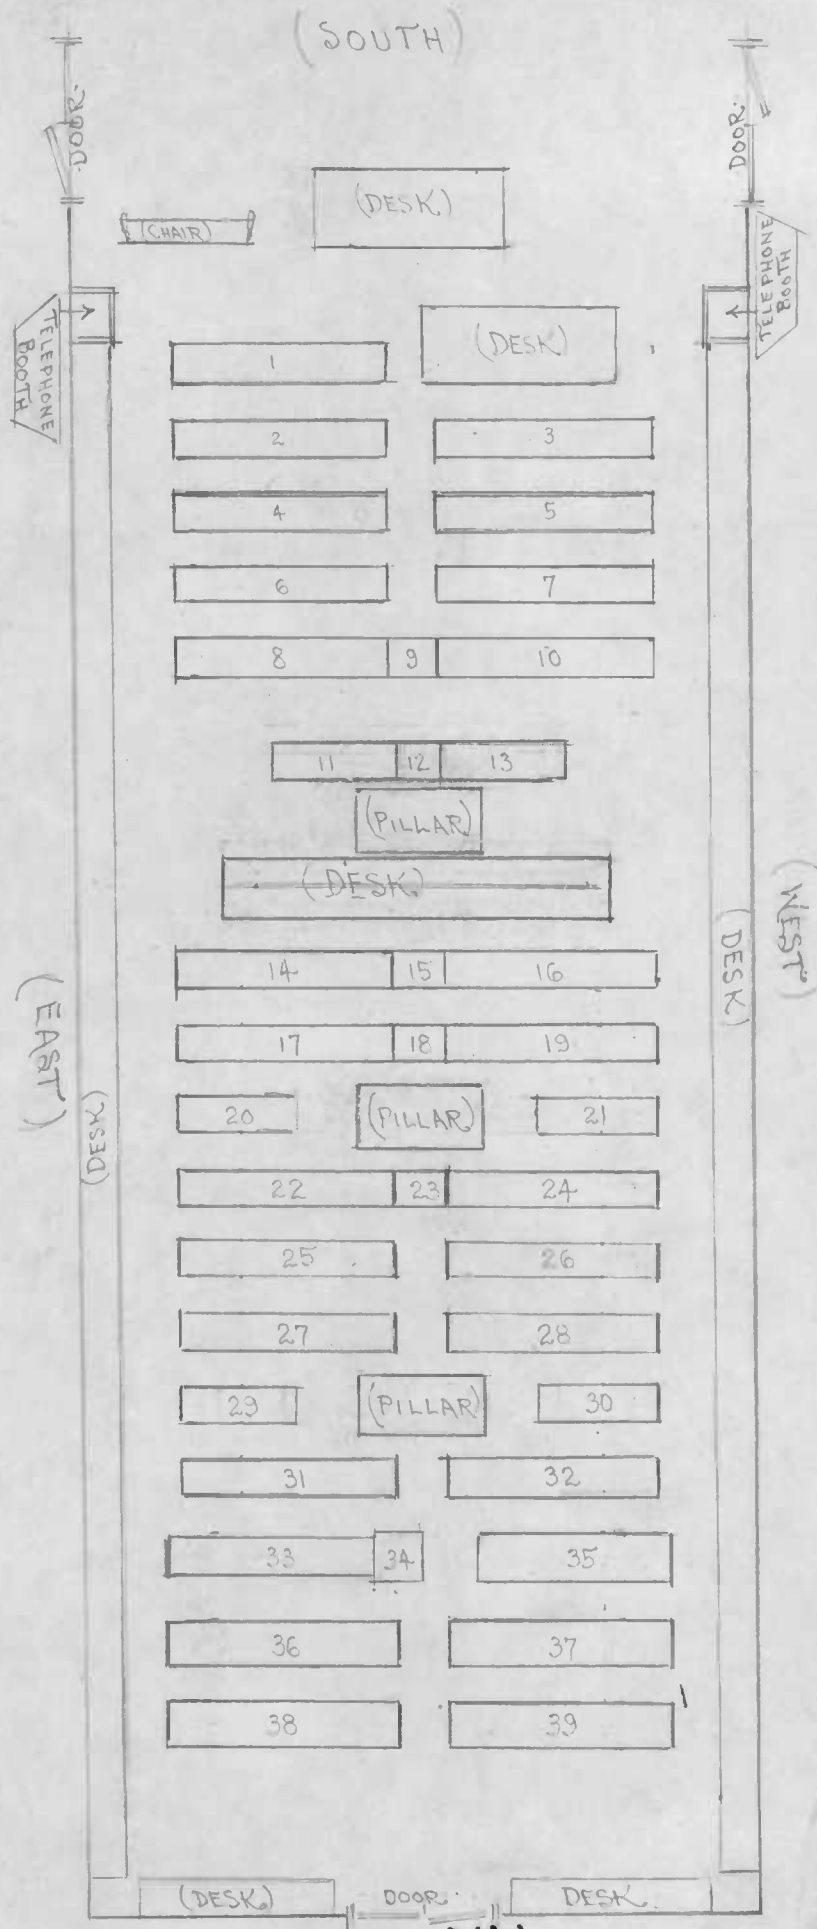 (SOUTH)
DOOR.
DOOR.
(DESK)
(CHAIR)
TELEPHONE
BOOTH
(DESK)
TELEPHONE
BOOTH
1
2 3
4 5
6 7
8 9 10
11 12 13
(PILLAR)
(DESK)
(WEST)
(DESK)
14 15 16
(EAST)
17 18 19
(DESK)
20 (PILLAR) 21
22 23 24
25 26
27 28
29 (PILLAR) 30
31 32
33 34 35
36 37
38 39
(DESK) DOOR. DESK